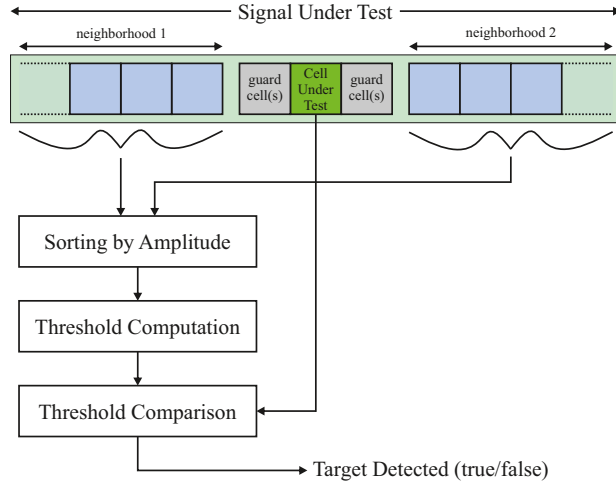 Signal Under Test
neighborhood 1
neighborhood 2
guard
cell(s)
Cell
Under
Test
guard
cell(s)
Sorting by Amplitude
Threshold Computation
Threshold Comparison
Target Detected (true/false)